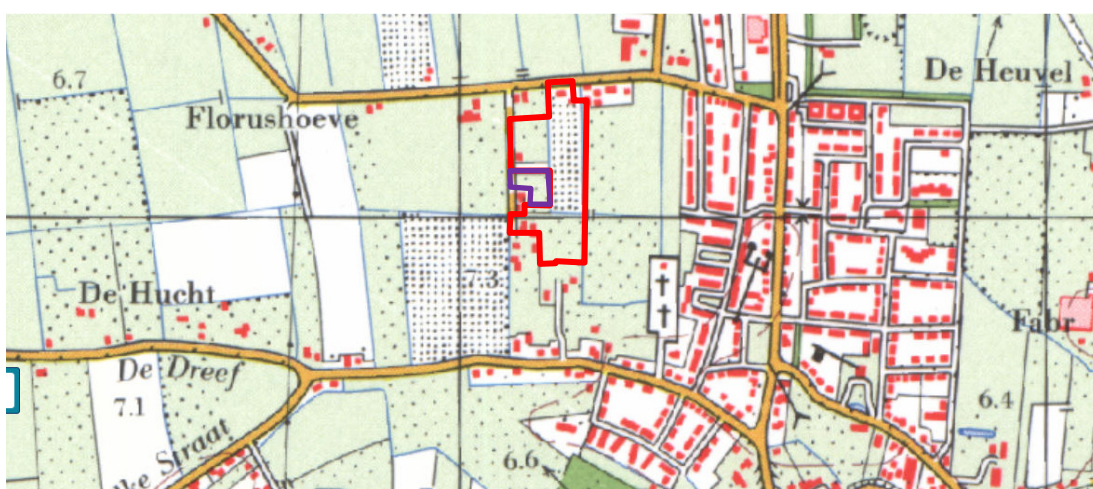 6.7
De Heuvel
Florushoeve
7.3
De Hucht
Fabr
De Dreef
7.1
6.4
Straat
6.6